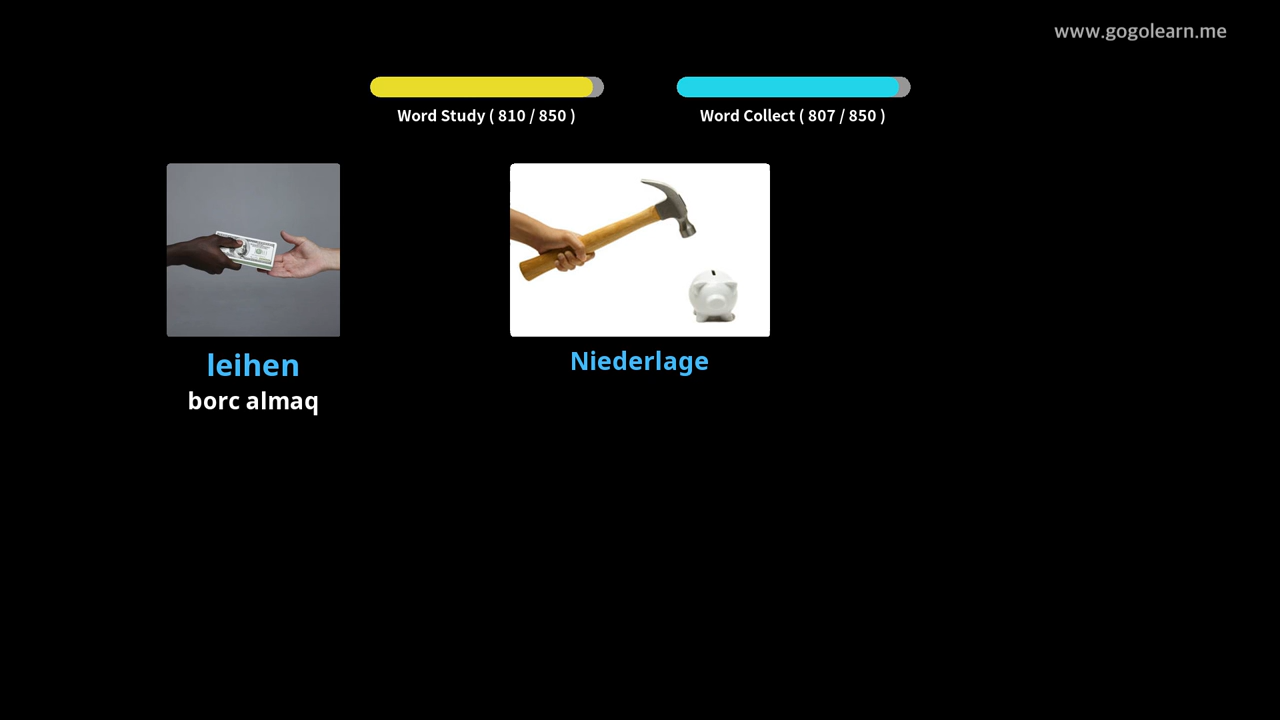 www.gogolearn.me
Word Study ( 810 / 850 )
Word Collect ( 807 / 850 )
leihen
borc almaq
Niederlage